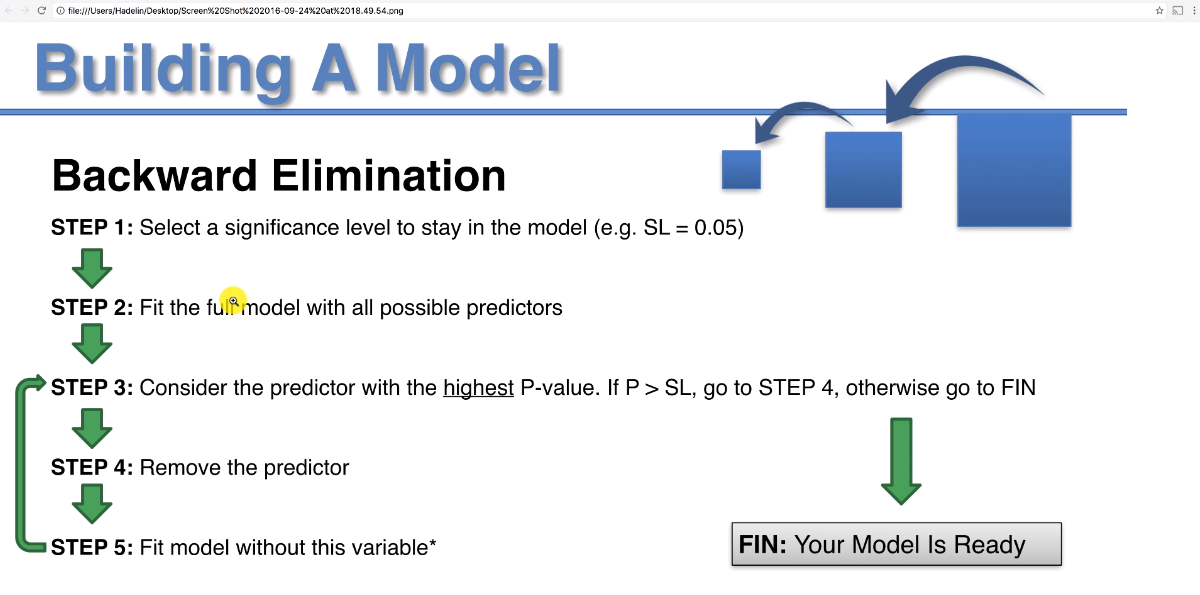 file:///Users/Hadelin/Desktop/Screen%20Shot%202016-09-24%20at%2018.49.54.png
Building A Model
Backward Elimination
STEP 1: Select a significance level to stay in the model (e.g. SL = 0.05)
STEP 2: Fit the full model with all possible predictors
STEP 3: Consider the predictor with the highest P-value. If P > SL, go to STEP 4, otherwise go to FIN
STEP 4: Remove the predictor
STEP 5: Fit model without this variable*
FIN: Your Model Is Ready